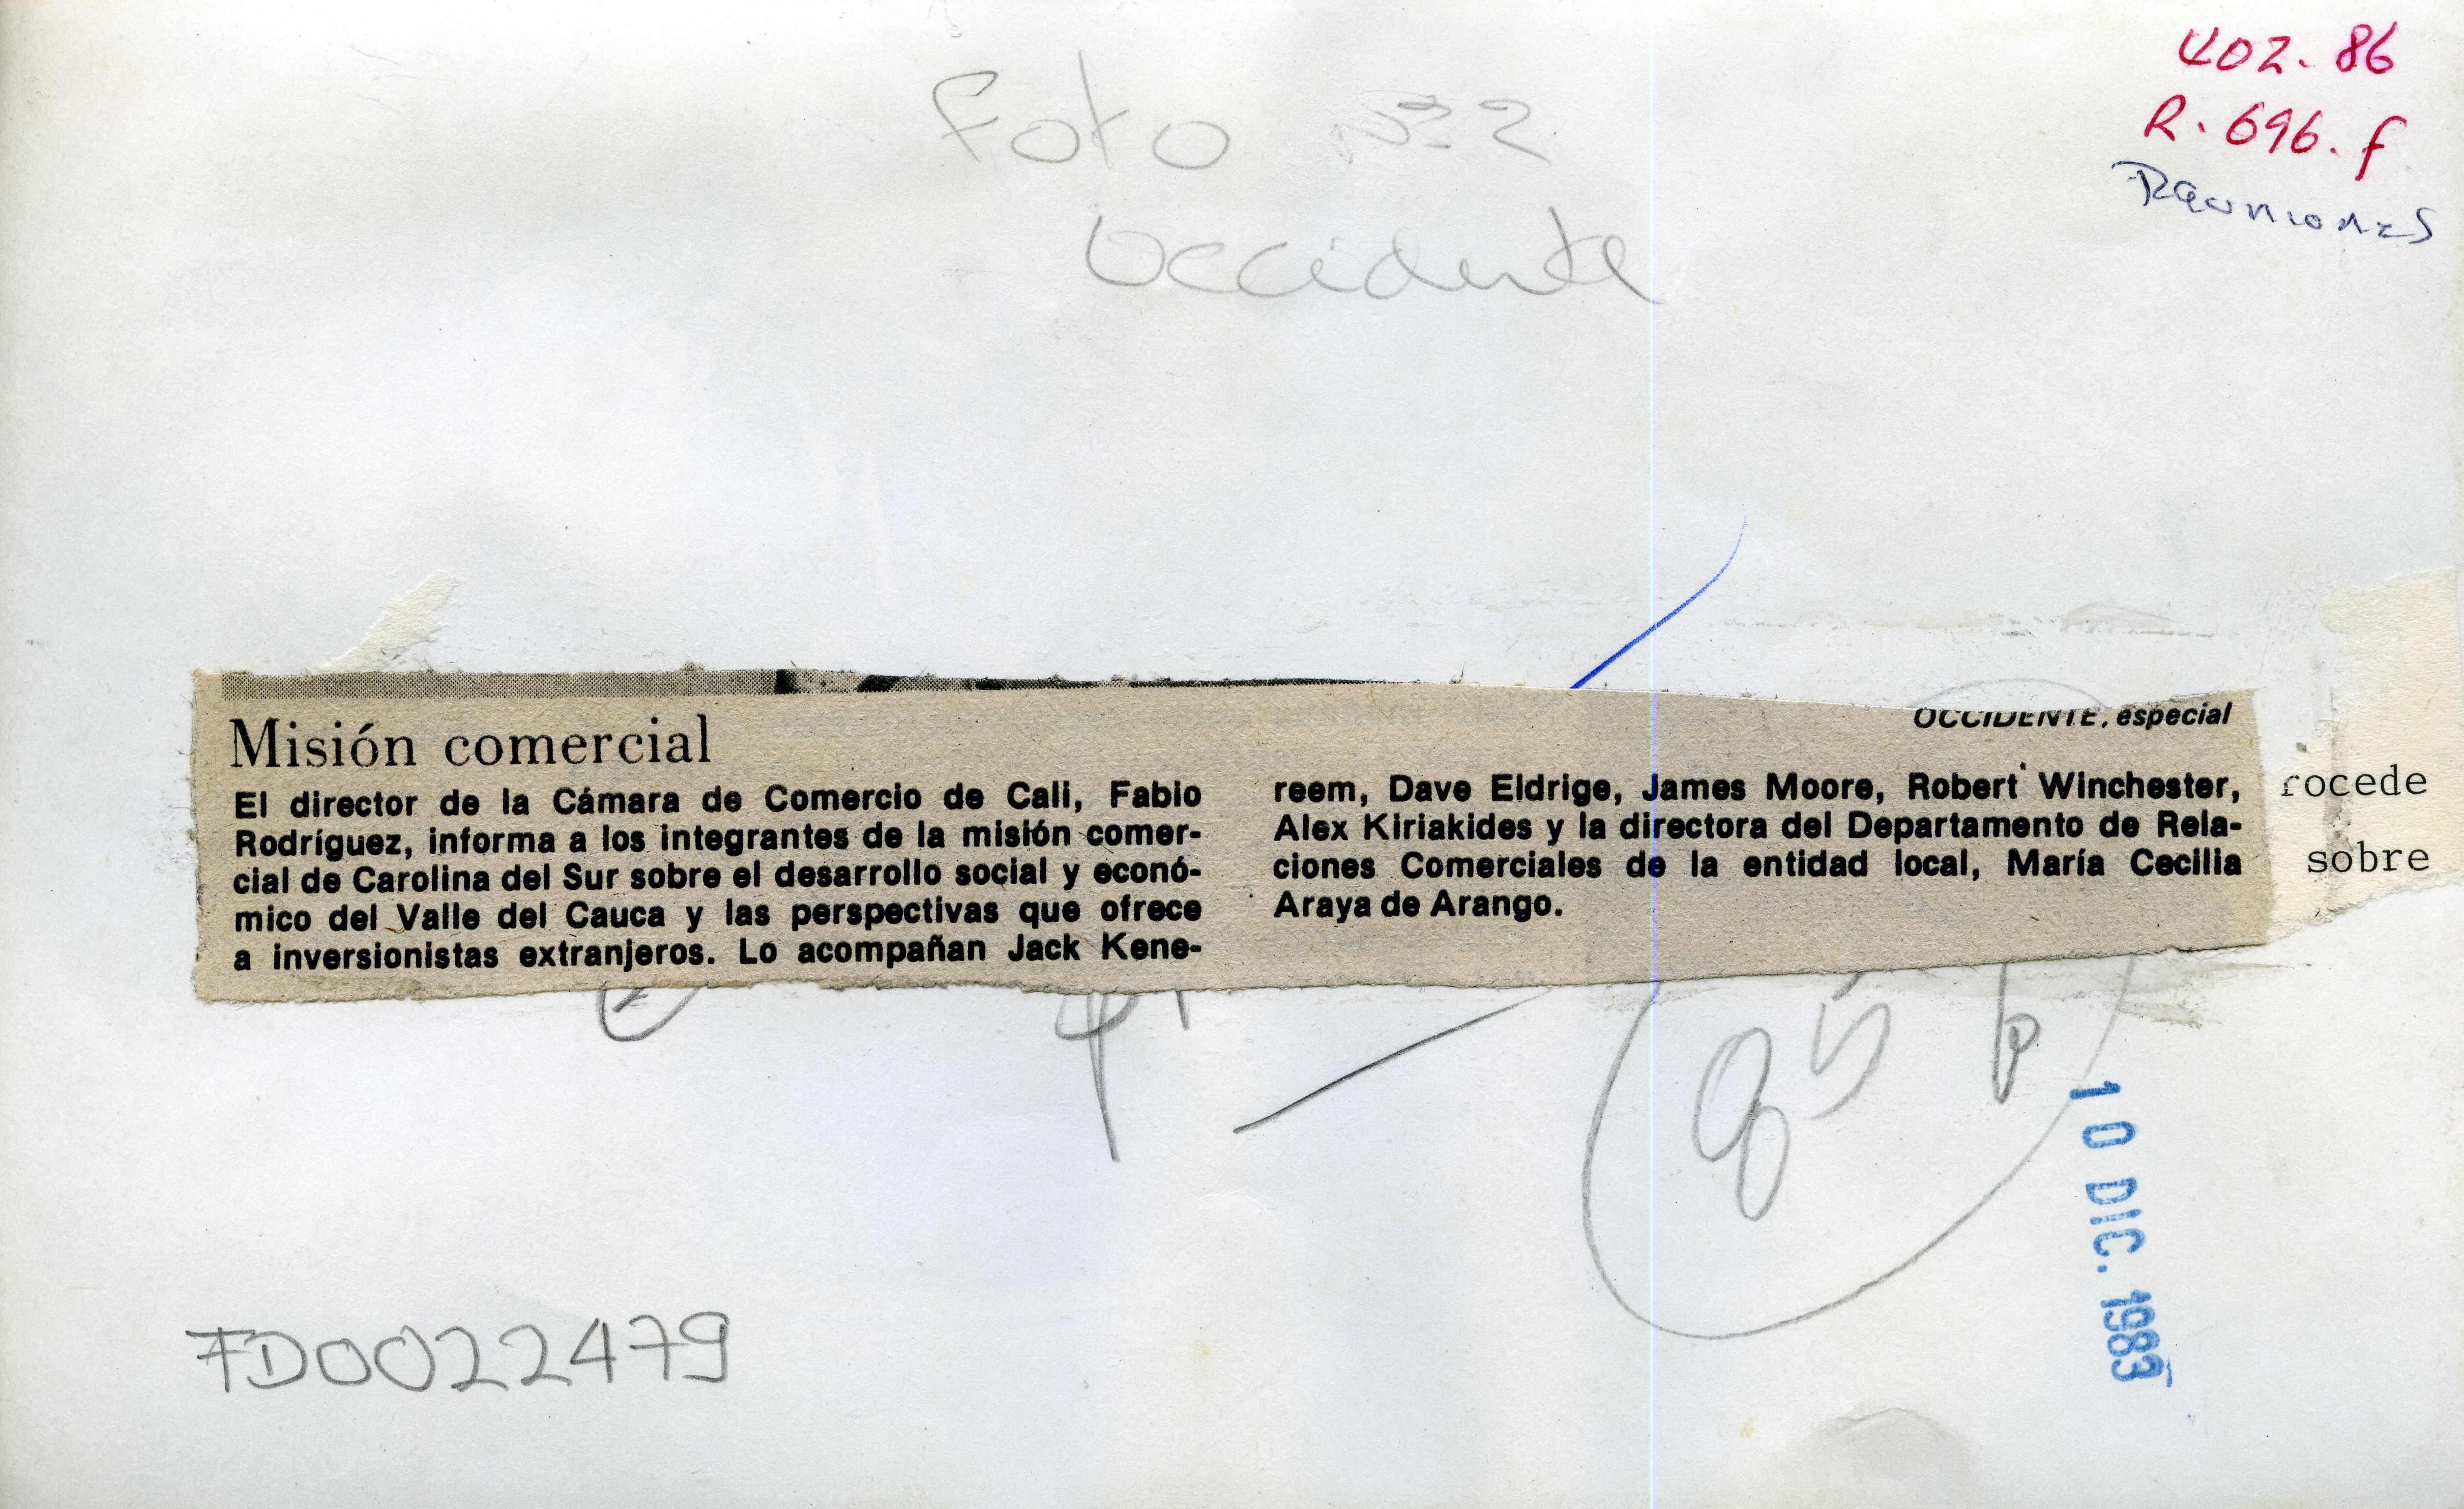 402.86
R.696.f
Reuniones
Foto Nº 2
Occidente
OCCIDENTE, especial
Misión comercial
El director de la Cámara de Comercio de Cali, Fabio
Rodríguez, informa a los integrantes de la misión comer-
cial de Carolina del Sur sobre el desarrollo social y econó-
mico del Valle del Cauca y las perspectivas que ofrece
a inversionistas extranjeros. Lo acompañan Jack Kene-
reem, Dave Eldrige, James Moore, Robert Winchester,
Alex Kiriakides y la directora del Departamento de Rela-
ciones Comerciales de la entidad local, María Cecilia
Araya de Arango.
rocede
sobre
85
10 DIC. 1983
FD0022479